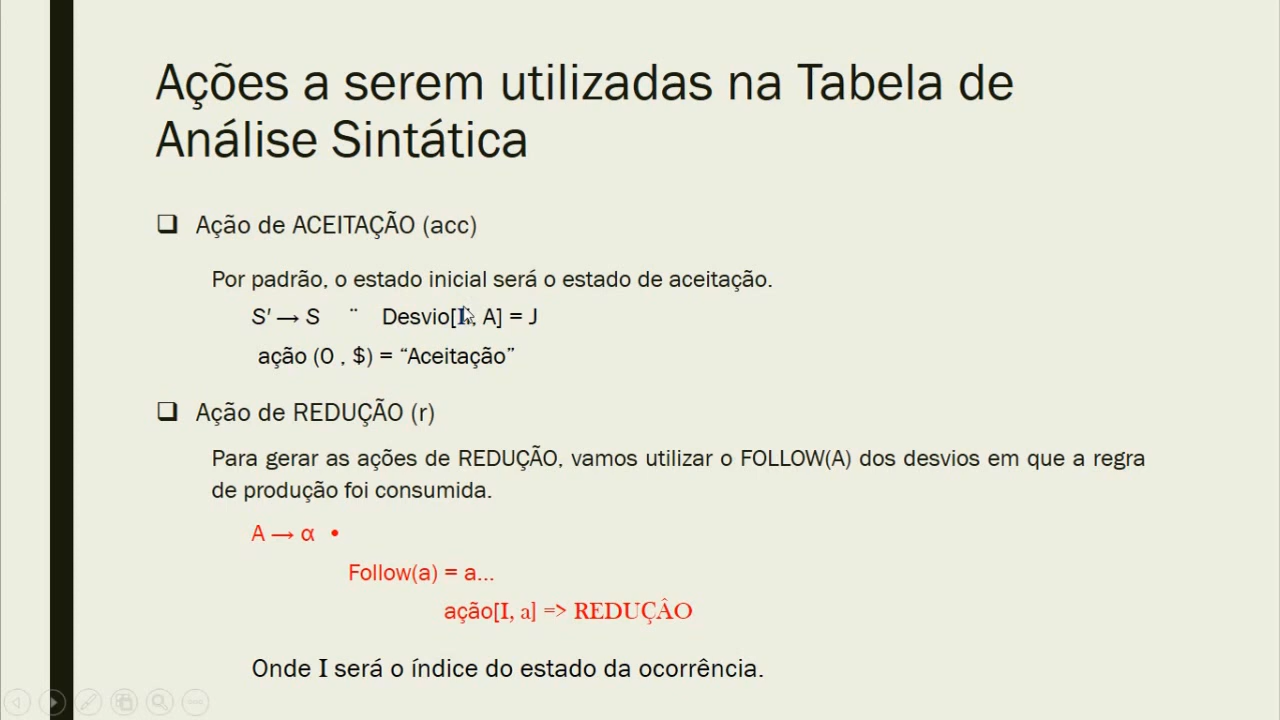 Ações a serem utilizadas na Tabela de
Análise Sintática
❑ Ação de ACEITAÇÃO (acc)
Por padrão, o estado inicial será o estado de aceitação.
S' → S ¨ Desvio[I, A] = J
ação (0 , $) = “Aceitação”
❑ Ação de REDUÇÃO (r)
Para gerar as ações de REDUÇÃO, vamos utilizar o FOLLOW(A) dos desvios em que a regra
de produção foi consumida.
A → α •
Follow(a) = a...
ação[I, a] => REDUÇÂO
Onde I será o índice do estado da ocorrência.